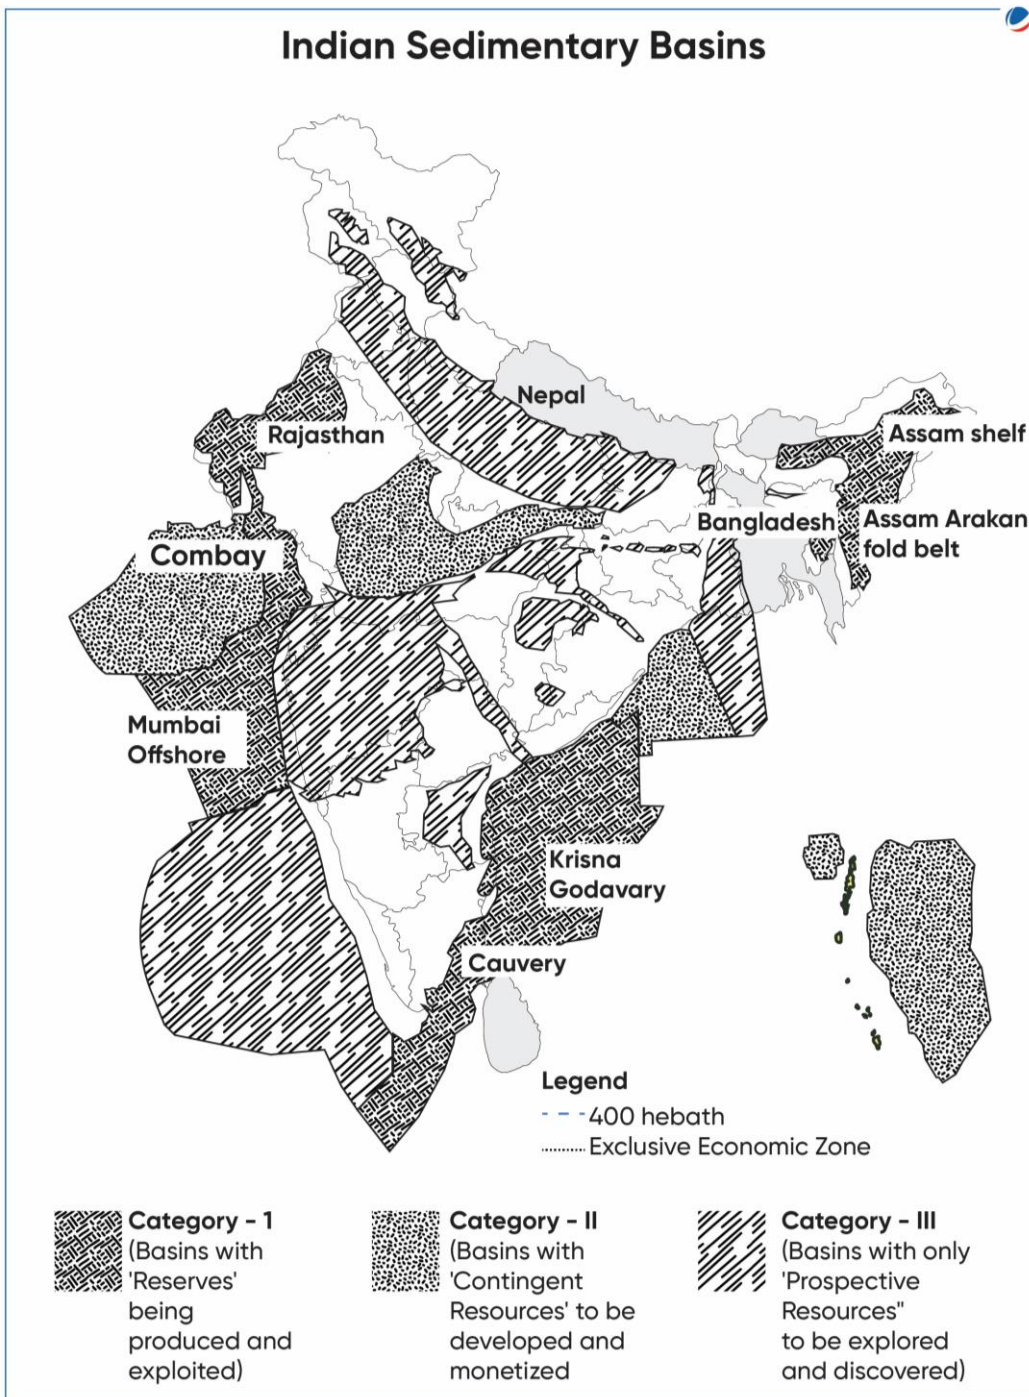 Indian Sedimentary Basins
Nepal
Rajasthan
Assam shelf
Bangladesh
Assam Arakan
fold belt
Combay
Mumbai
Offshore
Krisna
Godavary
Cauvery
Legend
400 hebath
Exclusive Economic Zone
Category - 1
(Basins with
'Reserves'
being
produced and
exploited)
Category - II
(Basins with
'Contingent
Resources' to be
developed and
monetized
Category - III
(Basins with only
'Prospective
Resources"
to be explored
and discovered)